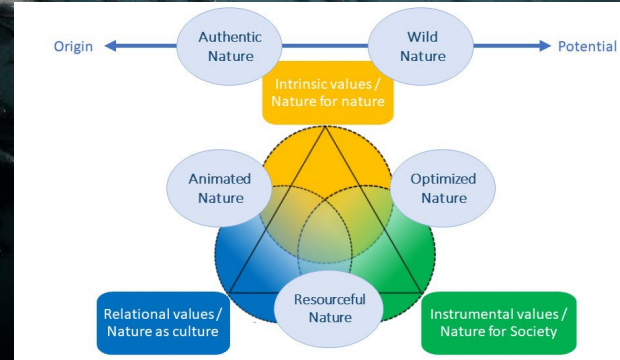 Origin
Authentic
Nature
Wild
Nature
Potential
Intrinsic values /
Nature for nature
Animated
Nature
Optimized
Nature
Relational values /
Nature as culture
Resourceful
Nature
Instrumental values /
Nature for Society